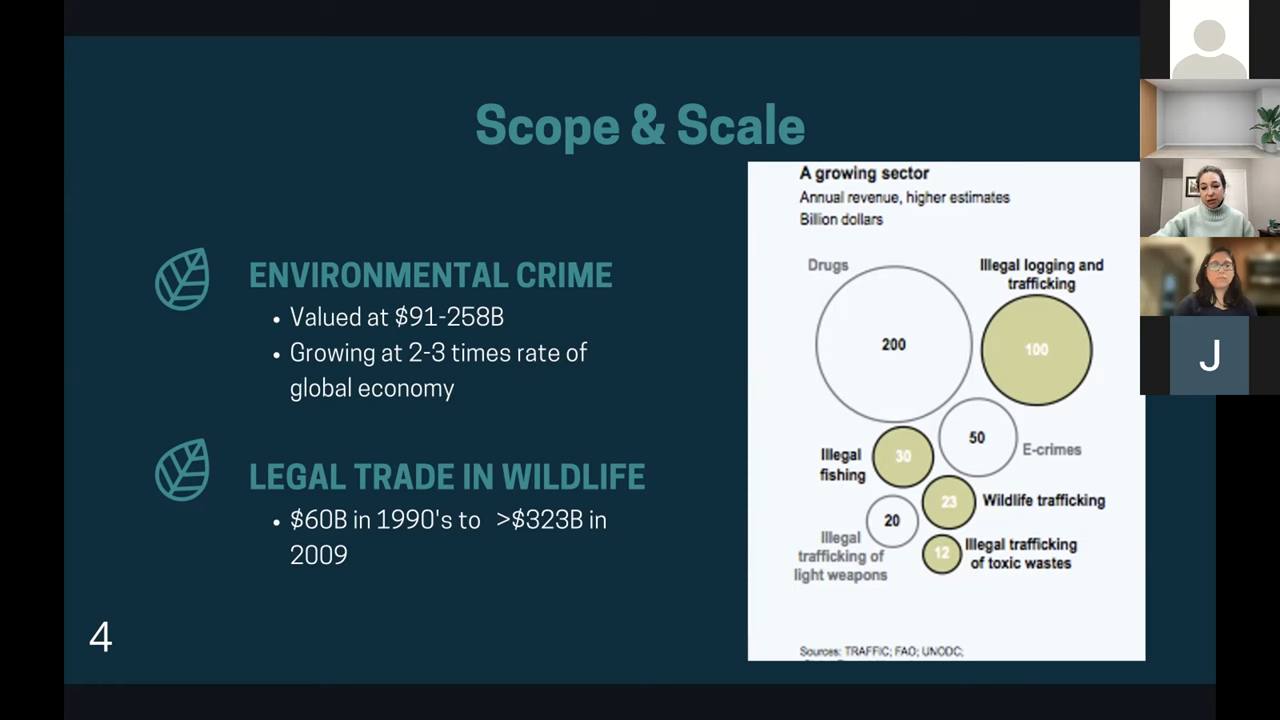 Scope & Scale
ENVIRONMENTAL CRIME
• Valued at $91-258B
• Growing at 2-3 times rate of
global economy
LEGAL TRADE IN WILDLIFE
• $60B in 1990's to >$323B in
2009
4
A growing sector
Annual revenue, higher estimates
Billion dollars
Drugs
200
Illegal logging and
trafficking
100
50
E-crimes
Illegal
fishing
30
23
Wildlife trafficking
20
Illegal
trafficking of
light weapons
12
Illegal trafficking
of toxic wastes
Sources: TRAFFIC; FAO; UNODC;
J